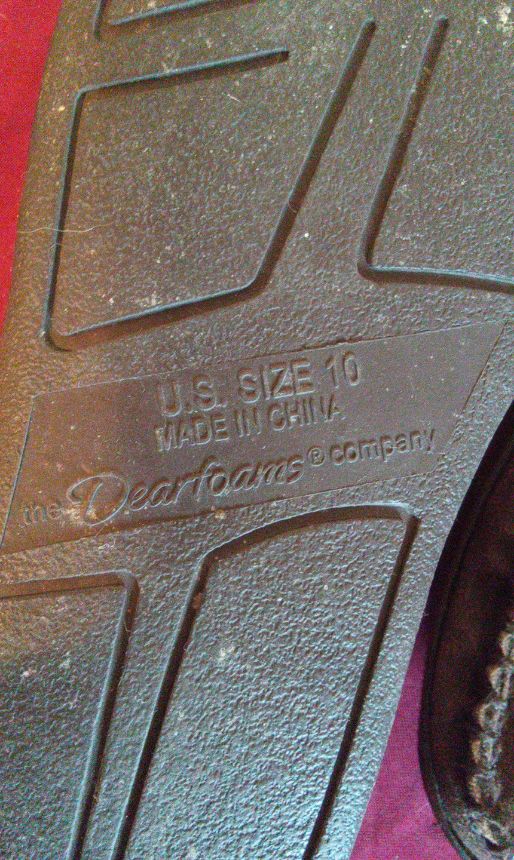 U.S. SIZE 10
MADE IN CHINA
the Dearfoams® company